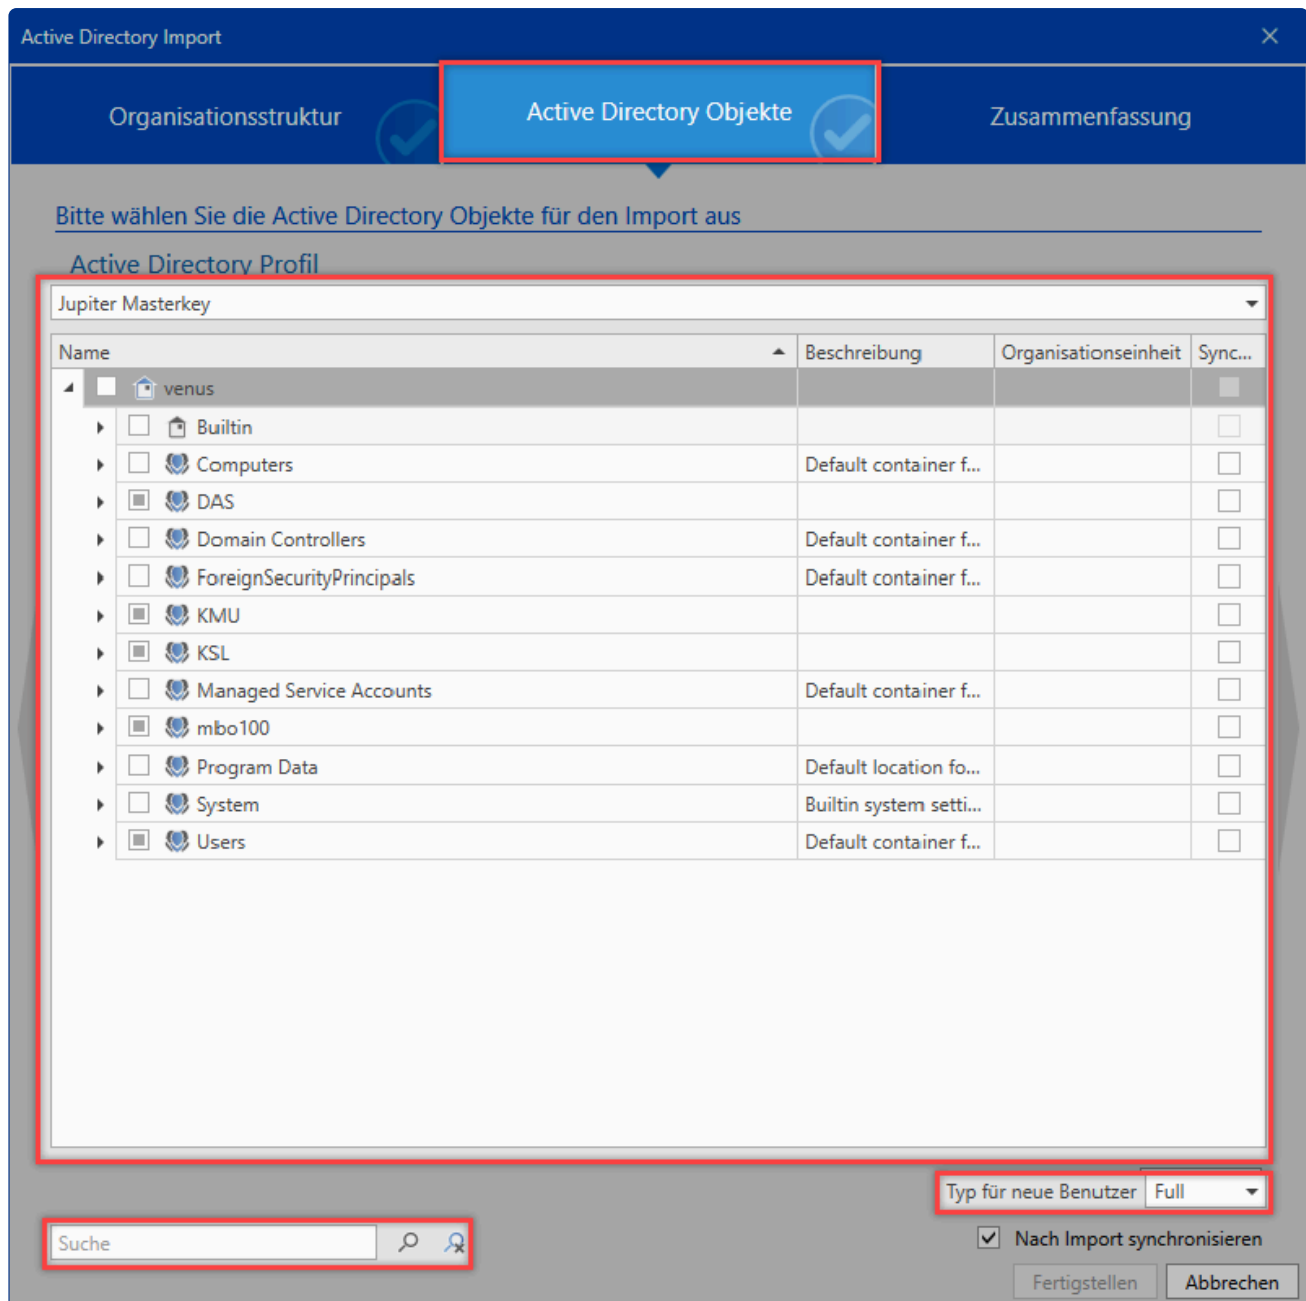 Active Directory Import
Organisationsstruktur
Active Directory Objekte
Zusammenfassung
Bitte wählen Sie die Active Directory Objekte für den Import aus
Active Directory Profil
Jupiter Masterkey
Name Beschreibung Organisationseinheit Sync...
venus
Builtin
Computers Default container f...
DAS
Domain Controllers Default container f...
ForeignSecurityPrincipals Default container f...
KMU
KSL
Managed Service Accounts Default container f...
mbo100
Program Data Default location fo...
System Builtin system setti...
Users Default container f...
Typ für neue Benutzer Full
Suche
Nach Import synchronisieren
Fertigstellen Abbrechen